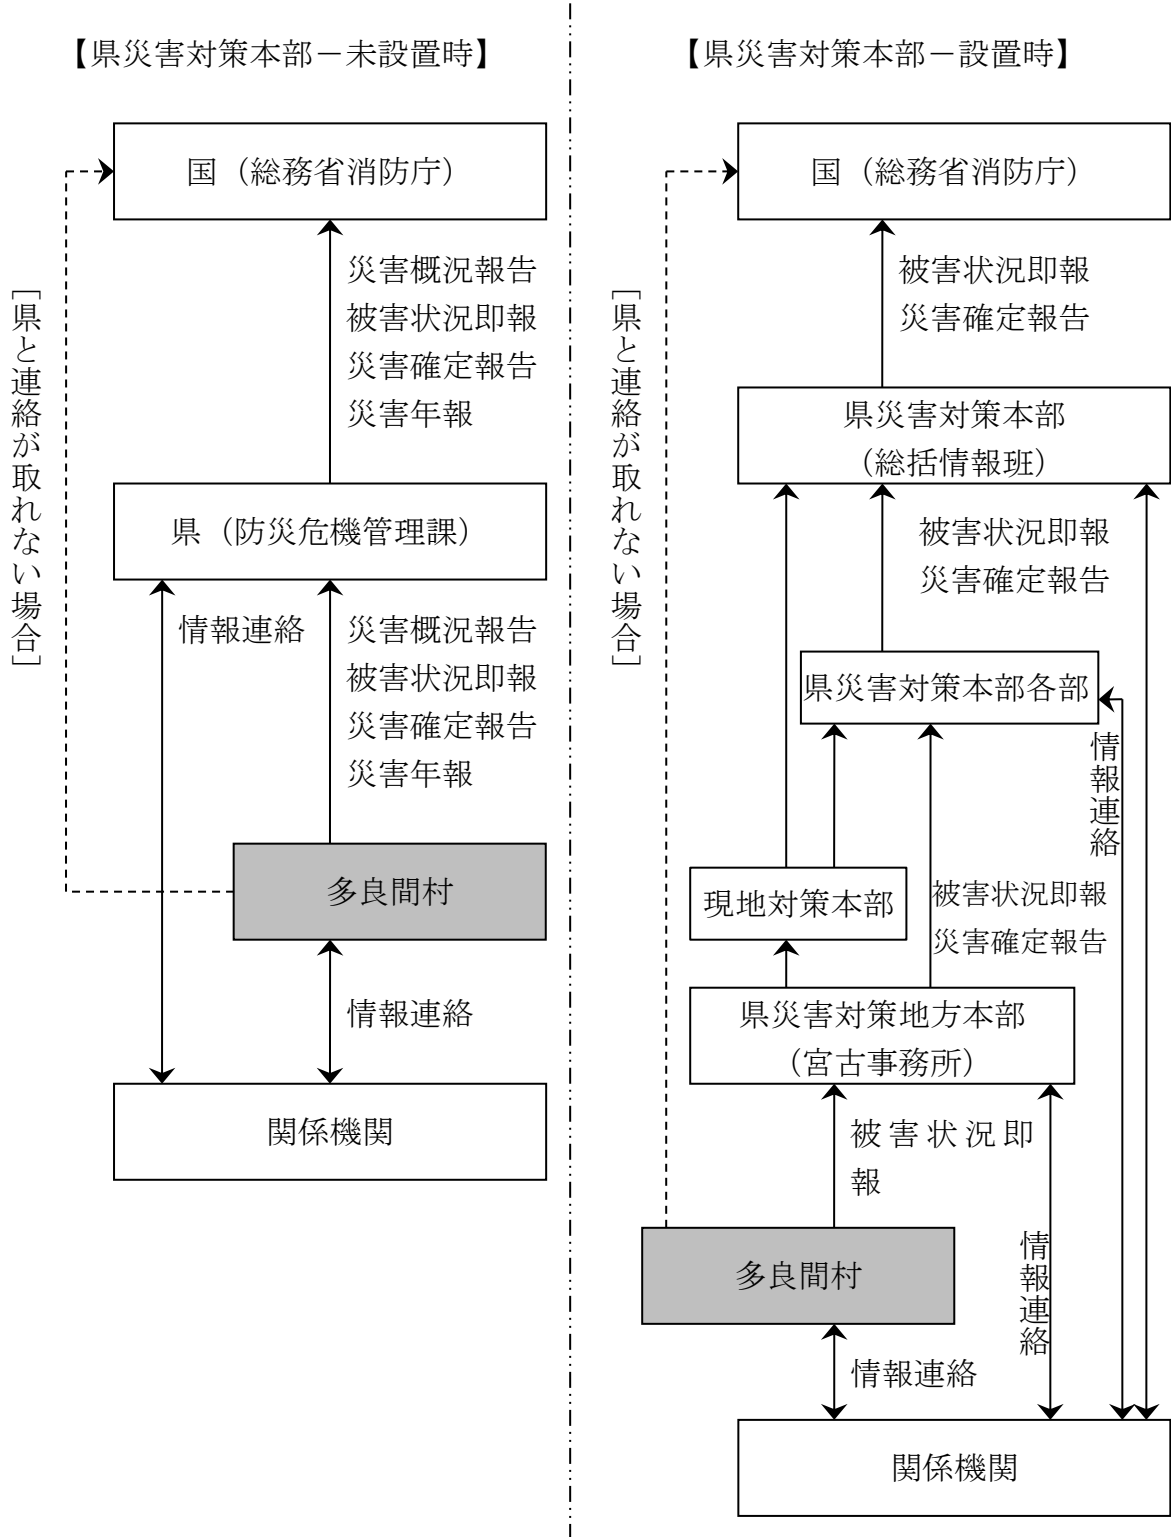 【県災害対策本部－未設置時】
国（総務省消防庁）
災害概況報告
被害状況即報
災害確定報告
災害年報
［県と連絡が取れない場合］
県（防災危機管理課）
情報連絡
災害概況報告
被害状況即報
災害確定報告
災害年報
多良間村
情報連絡
関係機関
【県災害対策本部－設置時】
国（総務省消防庁）
被害状況即報
災害確定報告
［県と連絡が取れない場合］
県災害対策本部
（総括情報班）
被害状況即報
災害確定報告
県災害対策本部各部
情報連絡
現地対策本部
被害状況即報
災害確定報告
県災害対策地方本部
（宮古事務所）
被害状況即
報
多良間村
情報連絡
情報連絡
関係機関